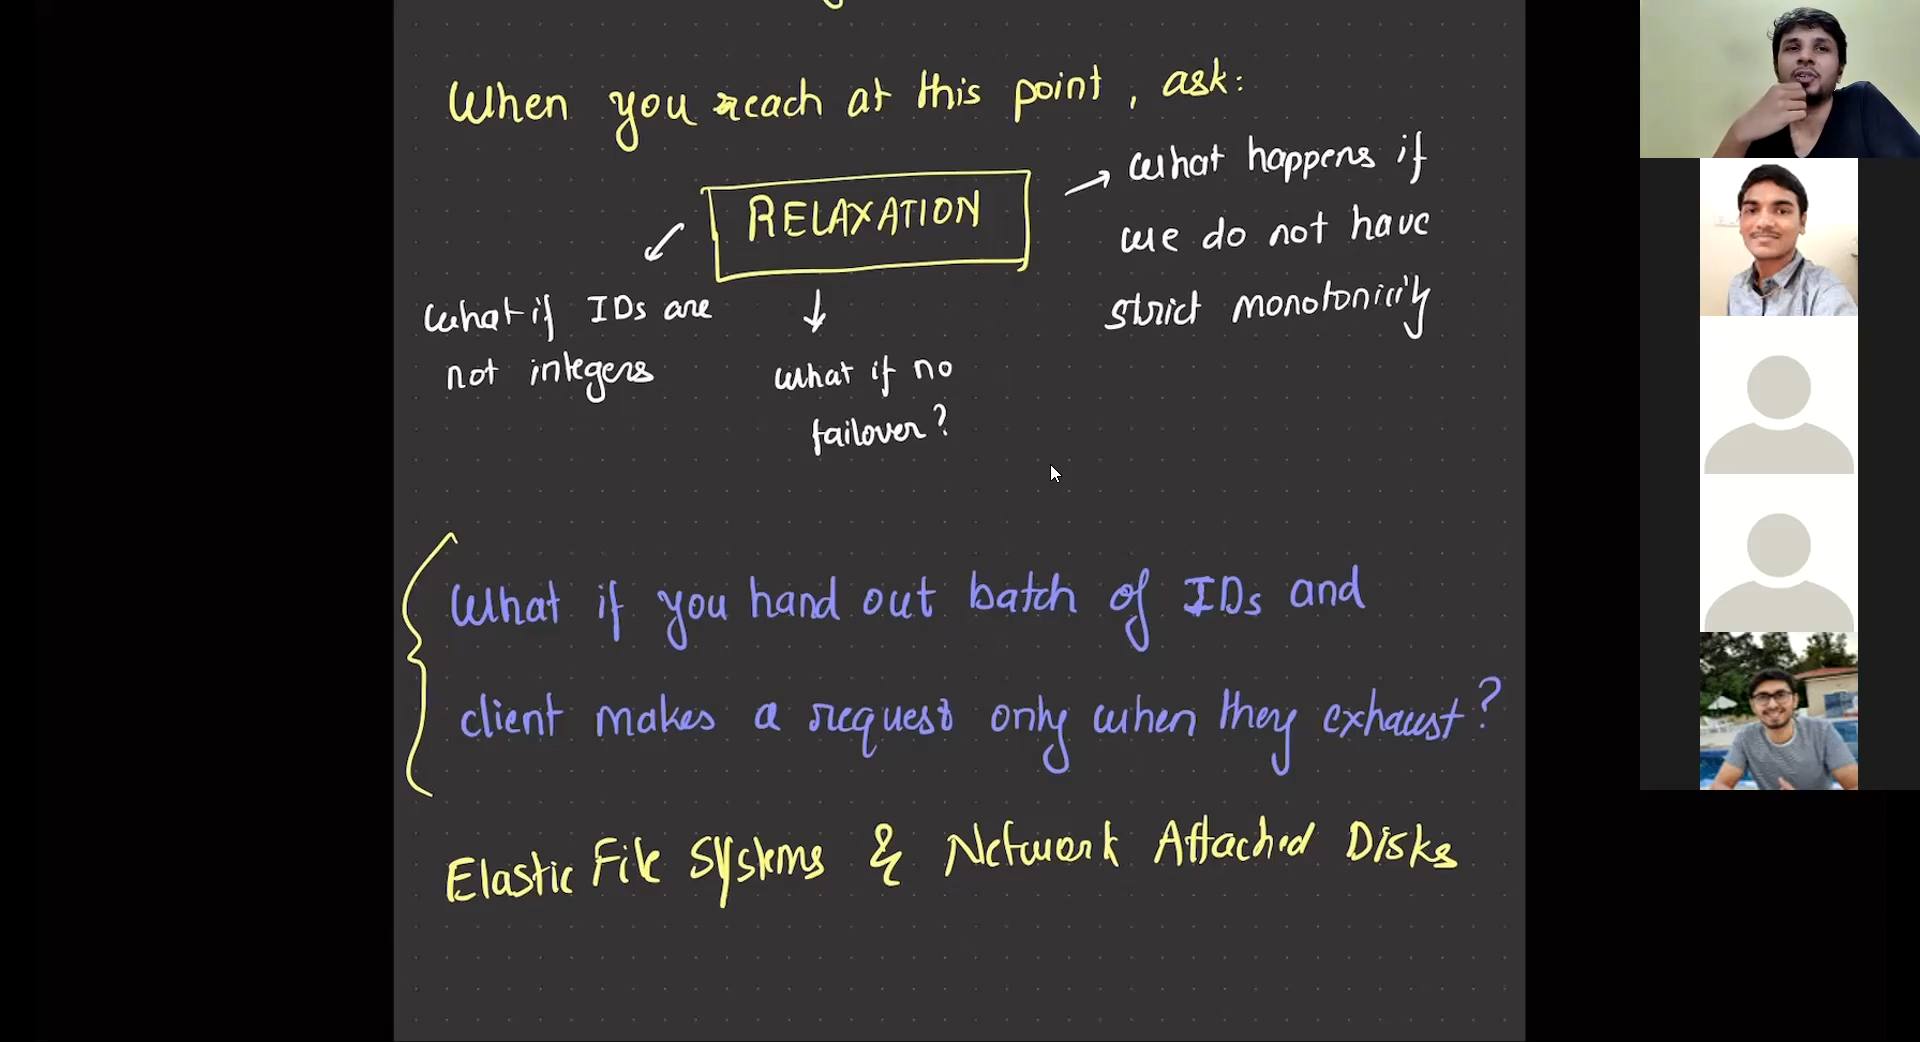 When you reach at this point, ask:
RELAXATION
What happens if
we do not have
strict monotonicity
What if IDs are
not integers
What if no
failover?
What if you hand out batch of IDs and
client makes a request only when they exhaust?
Elastic File Systems & Network Attached Disks